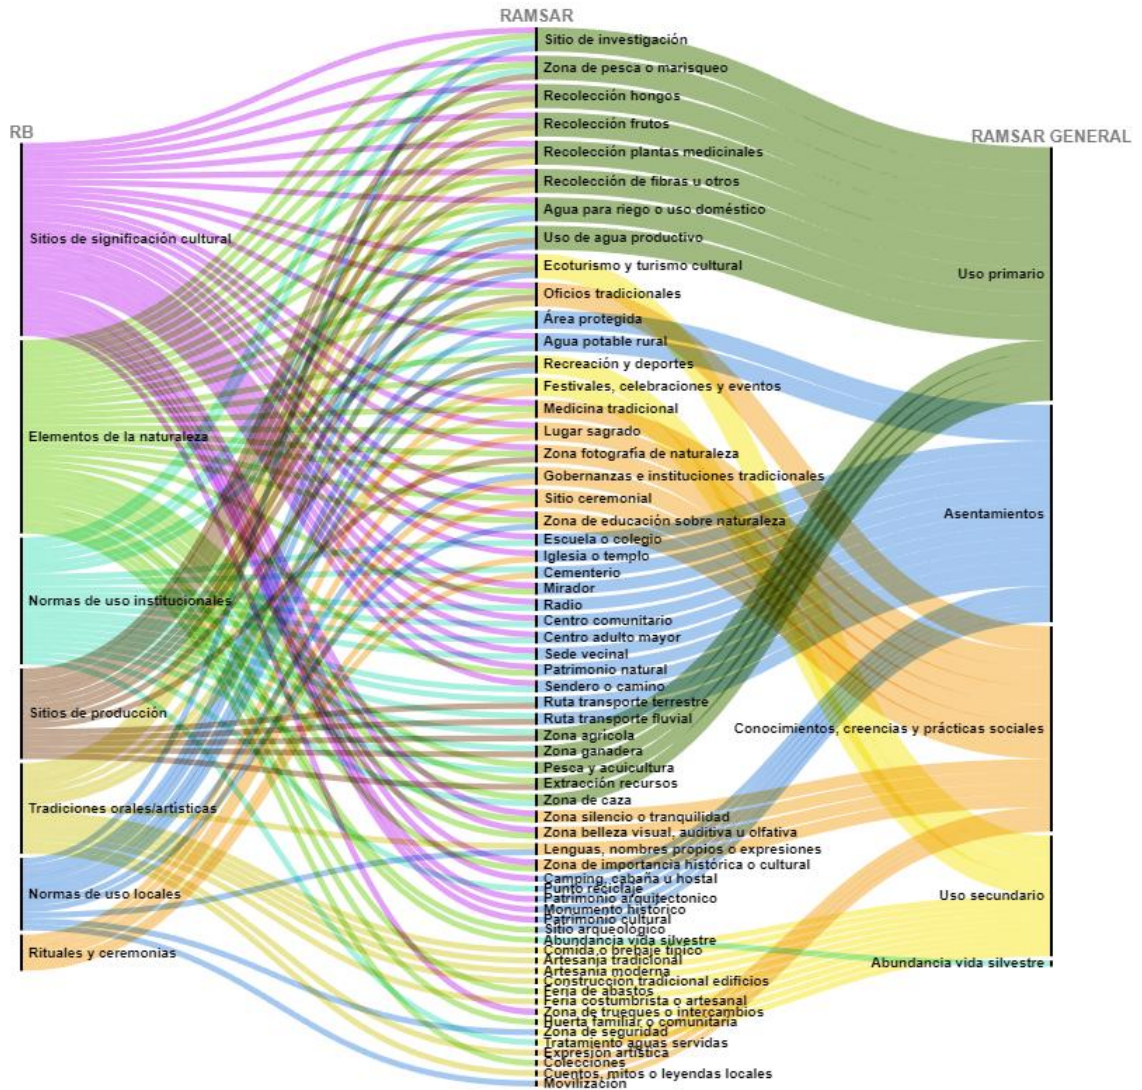 RAMSAR
RB
RAMSAR GENERAL
Sitios de significación cultural
Elementos de la naturaleza
Normas de uso institucionales
Sitios de producción
Tradiciones orales/artísticas
Normas de uso locales
Rituales y ceremonias
Sitio de investigación
Zona de pesca o marisqueo
Recolección hongos
Recolección frutos
Recolección plantas medicinales
Recolección de fibras u otros
Agua para riego o uso doméstico
Uso de agua productivo
Ecoturismo y turismo cultural
Oficios tradicionales
Área protegida
Agua potable rural
Recreación y deportes
Festivales, celebraciones y eventos
Medicina tradicional
Lugar sagrado
Zona fotografía de naturaleza
Gobernanzas e instituciones tradicionales
Sitio ceremonial
Zona de educación sobre naturaleza
Escuela o colegio
Iglesia o templo
Cementerio
Mirador
Radio
Centro comunitario
Centro adulto mayor
Sede vecinal
Patrimonio natural
Sendero o camino
Ruta transporte terrestre
Ruta transporte fluvial
Zona agrícola
Zona ganadera
Pesca y acuicultura
Extracción recursos
Zona de caza
Zona silencio o tranquilidad
Zona belleza visual, auditiva u olfativa
Lenguas, nombres propios o expresiones
Zona de importancia histórica o cultural
Camping, cabaña u hostal
Punto reciclaje
Patrimonio arquitectonico
Monumento histórico
Patrimonio cultural
Sitio arqueológico
Abundancia vida silvestre
Comida o brebaje típico
Artesanía tradicional
Artesanía moderna
Construcción tradicional edificios
Feria de abastos
Feria costumbrista o artesanal
Zona de trueques o intercambios
Huerta familiar o comunitaria
Zona de seguridad
Tratamiento aguas servidas
Expresión artística
Colecciones
Cuentos, mitos o leyendas locales
Movilización
Uso primario
Asentamientos
Conocimientos, creencias y prácticas sociales
Uso secundario
Abundancia vida silvestre